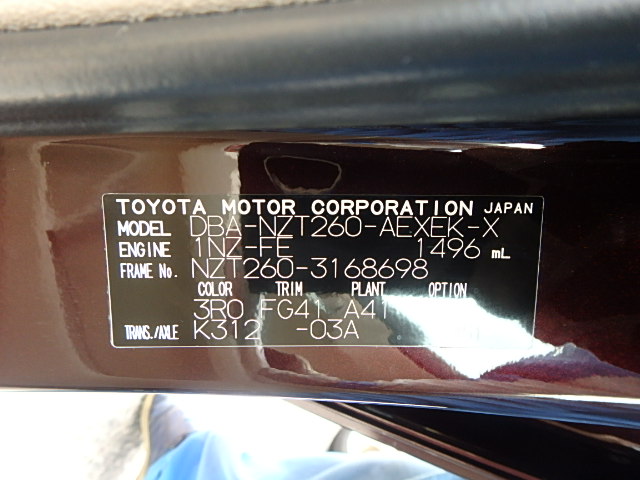 TOYOTA MOTOR CORPORATION JAPAN
MODEL DBA-NZT260-AEXEK-X
ENGINE 1NZ-FE 1496 mL
FRAME No. NZT260-3168698
COLOR TRIM PLANT OPTION
3R0 FG41 A41
TRANS./AXLE K312 -03A